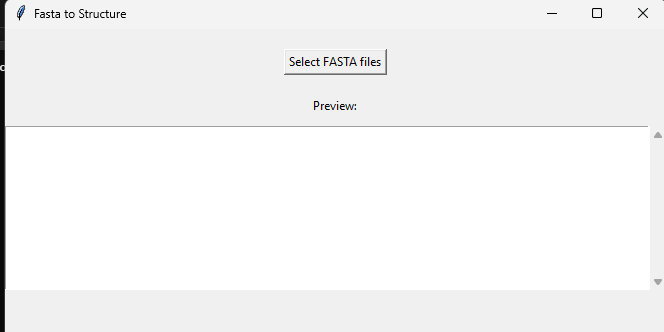 Fasta to Structure
Select FASTA files
Preview: